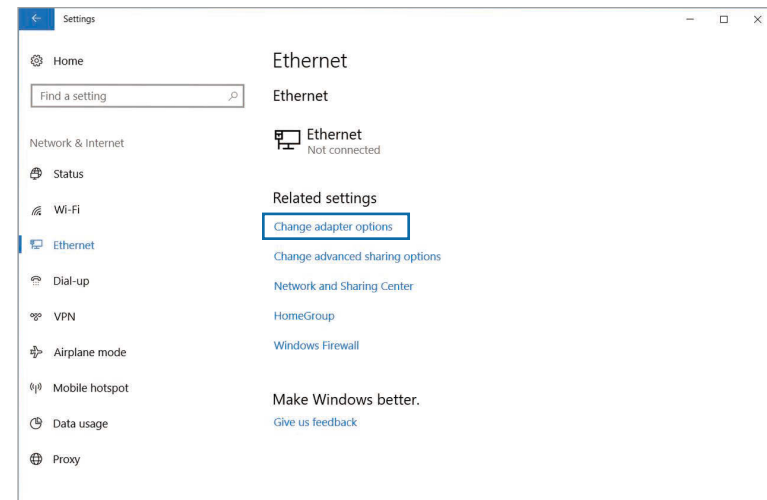 Settings
Home
Find a setting
Network & Internet
Status
Wi-Fi
Ethernet
Dial-up
VPN
Airplane mode
Mobile hotspot
Data usage
Proxy
Ethernet
Ethernet
Ethernet
Not connected
Related settings
Change adapter options
Change advanced sharing options
Network and Sharing Center
HomeGroup
Windows Firewall
Make Windows better.
Give us feedback